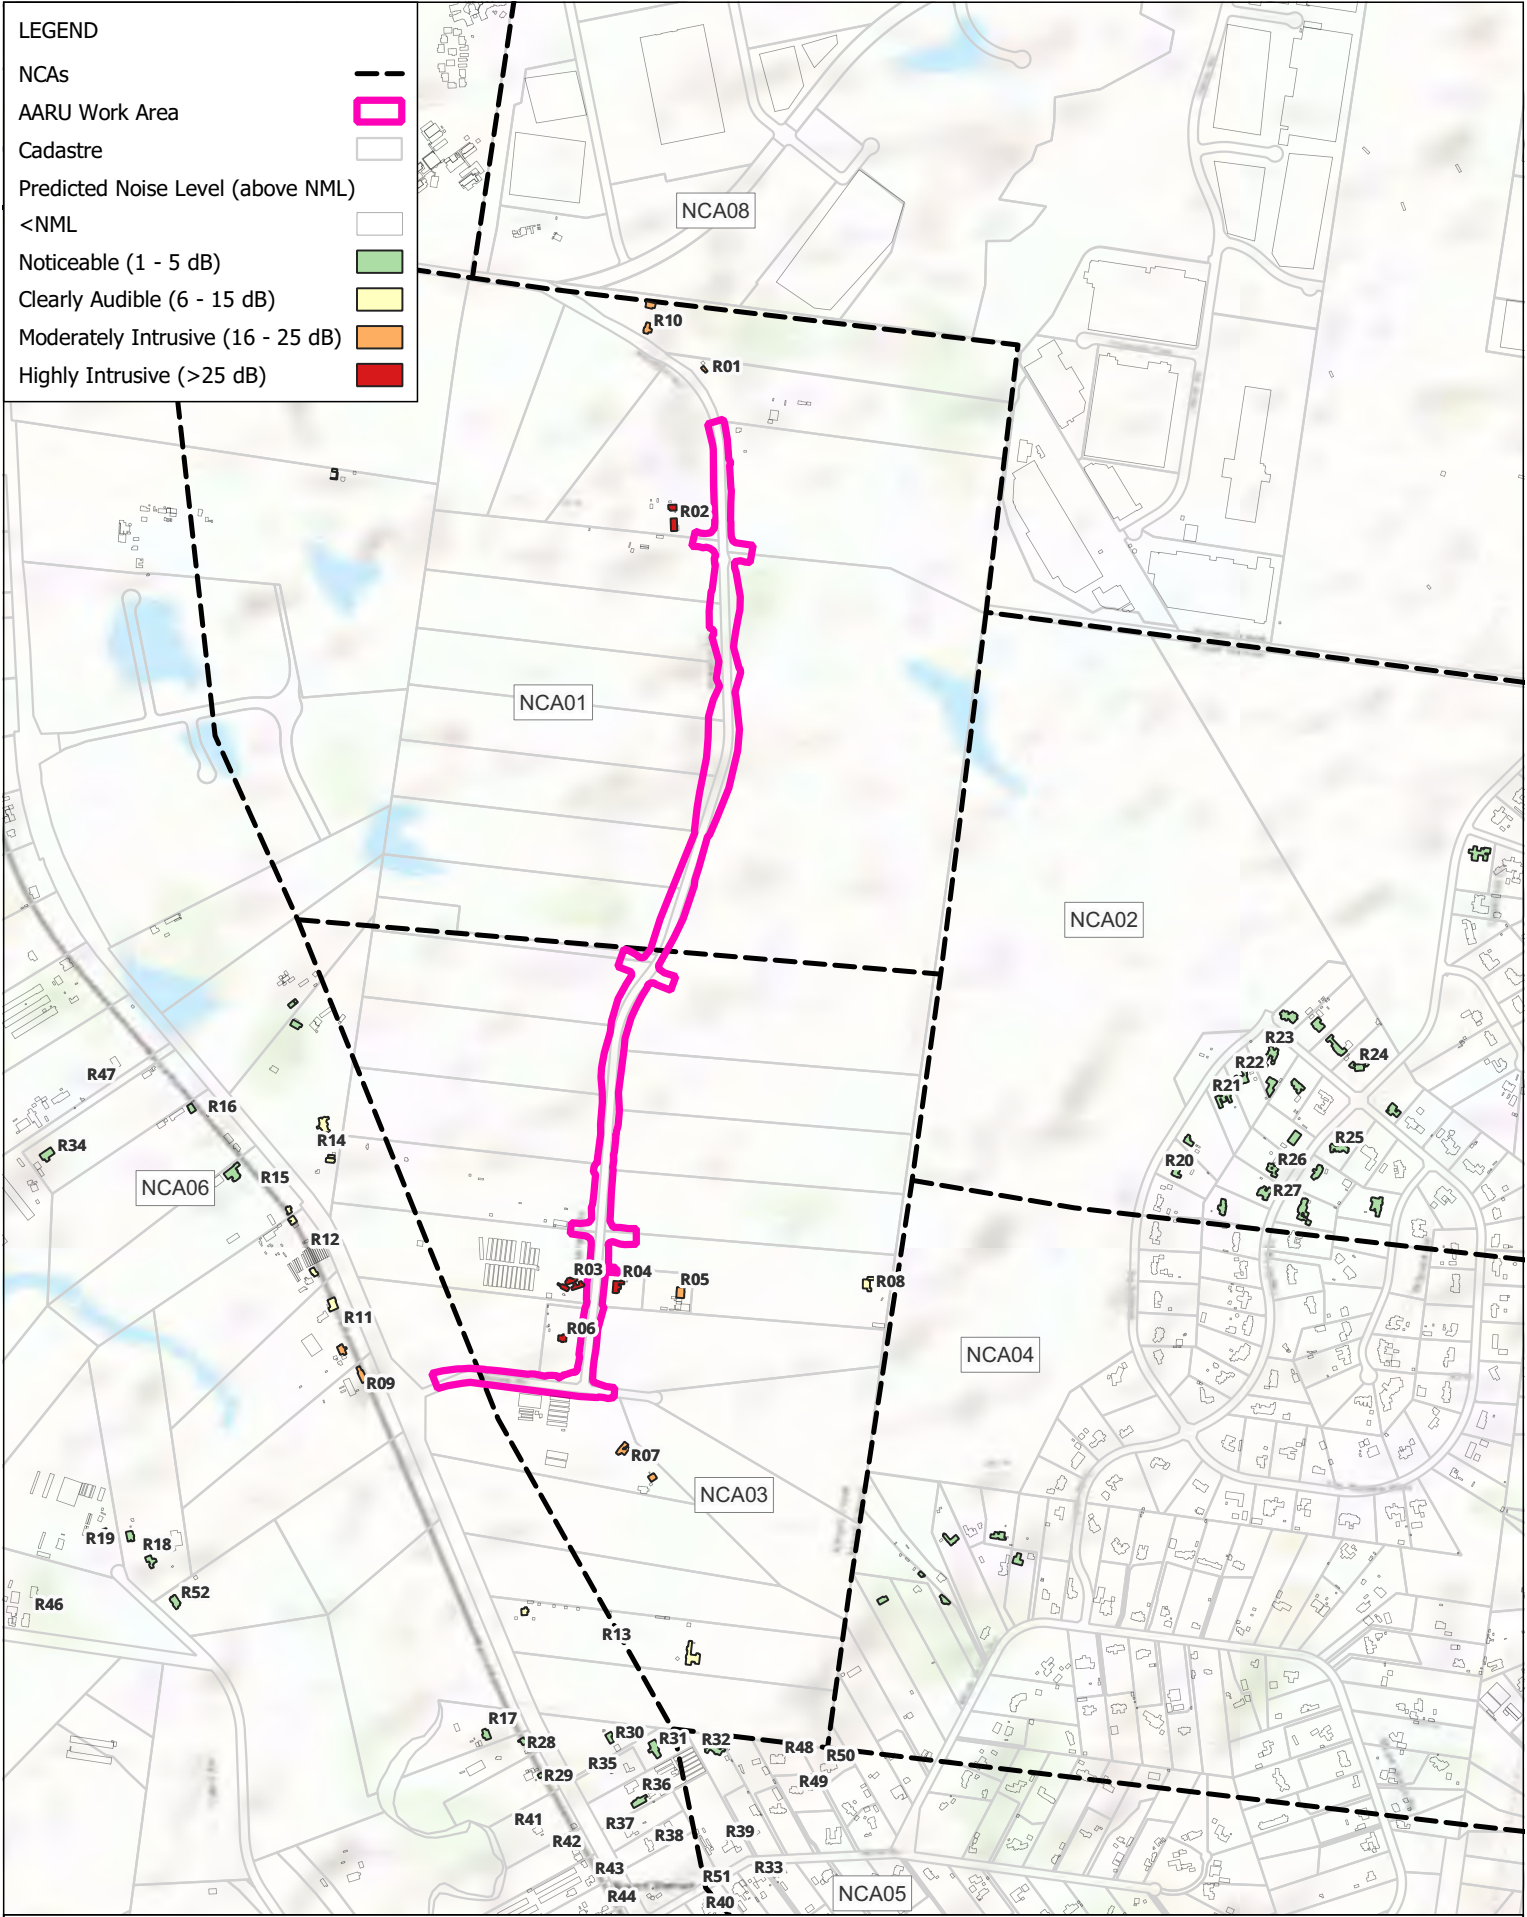 LEGEND
NCAs
AARU Work Area
Cadastre
Predicted Noise Level (above NML)
<NML
Noticeable (1 - 5 dB)
Clearly Audible (6 - 15 dB)
Moderately Intrusive (16 - 25 dB)
Highly Intrusive (>25 dB)
NCA08
R10
R01
R02
NCA01
NCA02
R23
R24
R22
R21
R47
R16
R14
R34
R25
R20
R26
R15
NCA06
R27
R12
R03
R04
R05
R08
R11
R06
NCA04
R09
R07
NCA03
R19
R18
R52
R46
R13
R17
R30
R28
R31
R32
R48
R50
R35
R29
R49
R36
R41
R37
R38
R39
R42
R43
R33
R51
R44
R40
NCA05